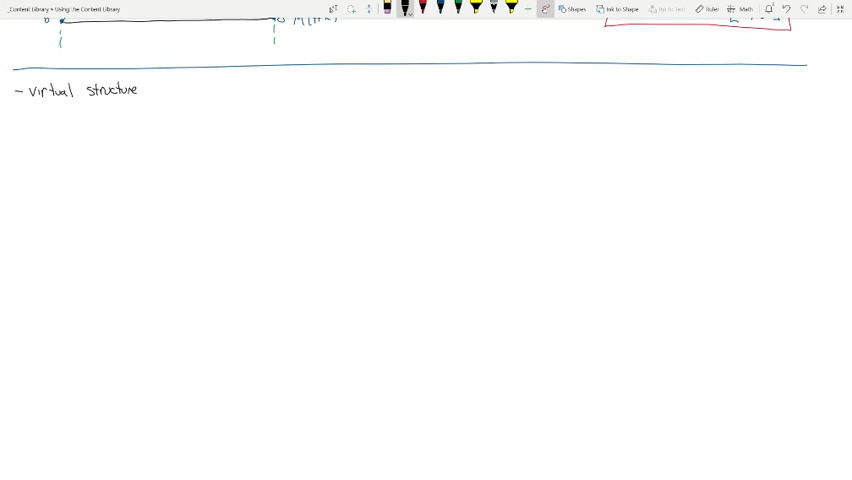 _Content Library » Using the Content Library
Shapes
Ink to Shape
Ink to Text
Ruler
Math
- virtual structure